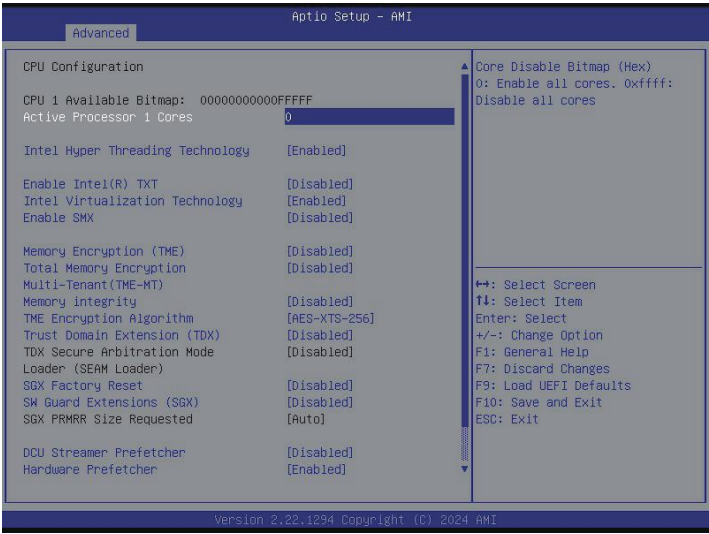 Aptio Setup - AMI
Advanced
CPU Configuration
CPU 1 Available Bitmap: 00000000000FFFFF
Active Processor 1 Cores 0
Intel Hyper Threading Technology [Enabled]
Enable Intel(R) TXT [Disabled]
Intel Virtualization Technology [Enabled]
Enable SMX [Disabled]
Memory Encryption (TME) [Disabled]
Total Memory Encryption [Disabled]
Multi-Tenant(TME-MT)
Memory integrity [Disabled]
TME Encryption Algorithm [AES-XTS-256]
Trust Domain Extension (TDX) [Disabled]
TDX Secure Arbitration Mode [Disabled]
Loader (SEAM Loader)
SGX Factory Reset [Disabled]
SW Guard Extensions (SGX) [Disabled]
SGX PRMRR Size Requested [Auto]
DCU Streamer Prefetcher [Disabled]
Hardware Prefetcher [Enabled]
Core Disable Bitmap (Hex)
0: Enable all cores. 0xffff:
Disable all cores
↔: Select Screen
↑↓: Select Item
Enter: Select
+/-: Change Option
F1: General Help
F7: Discard Changes
F9: Load UEFI Defaults
F10: Save and Exit
ESC: Exit
Version 2.22.1294 Copyright (C) 2024 AMI